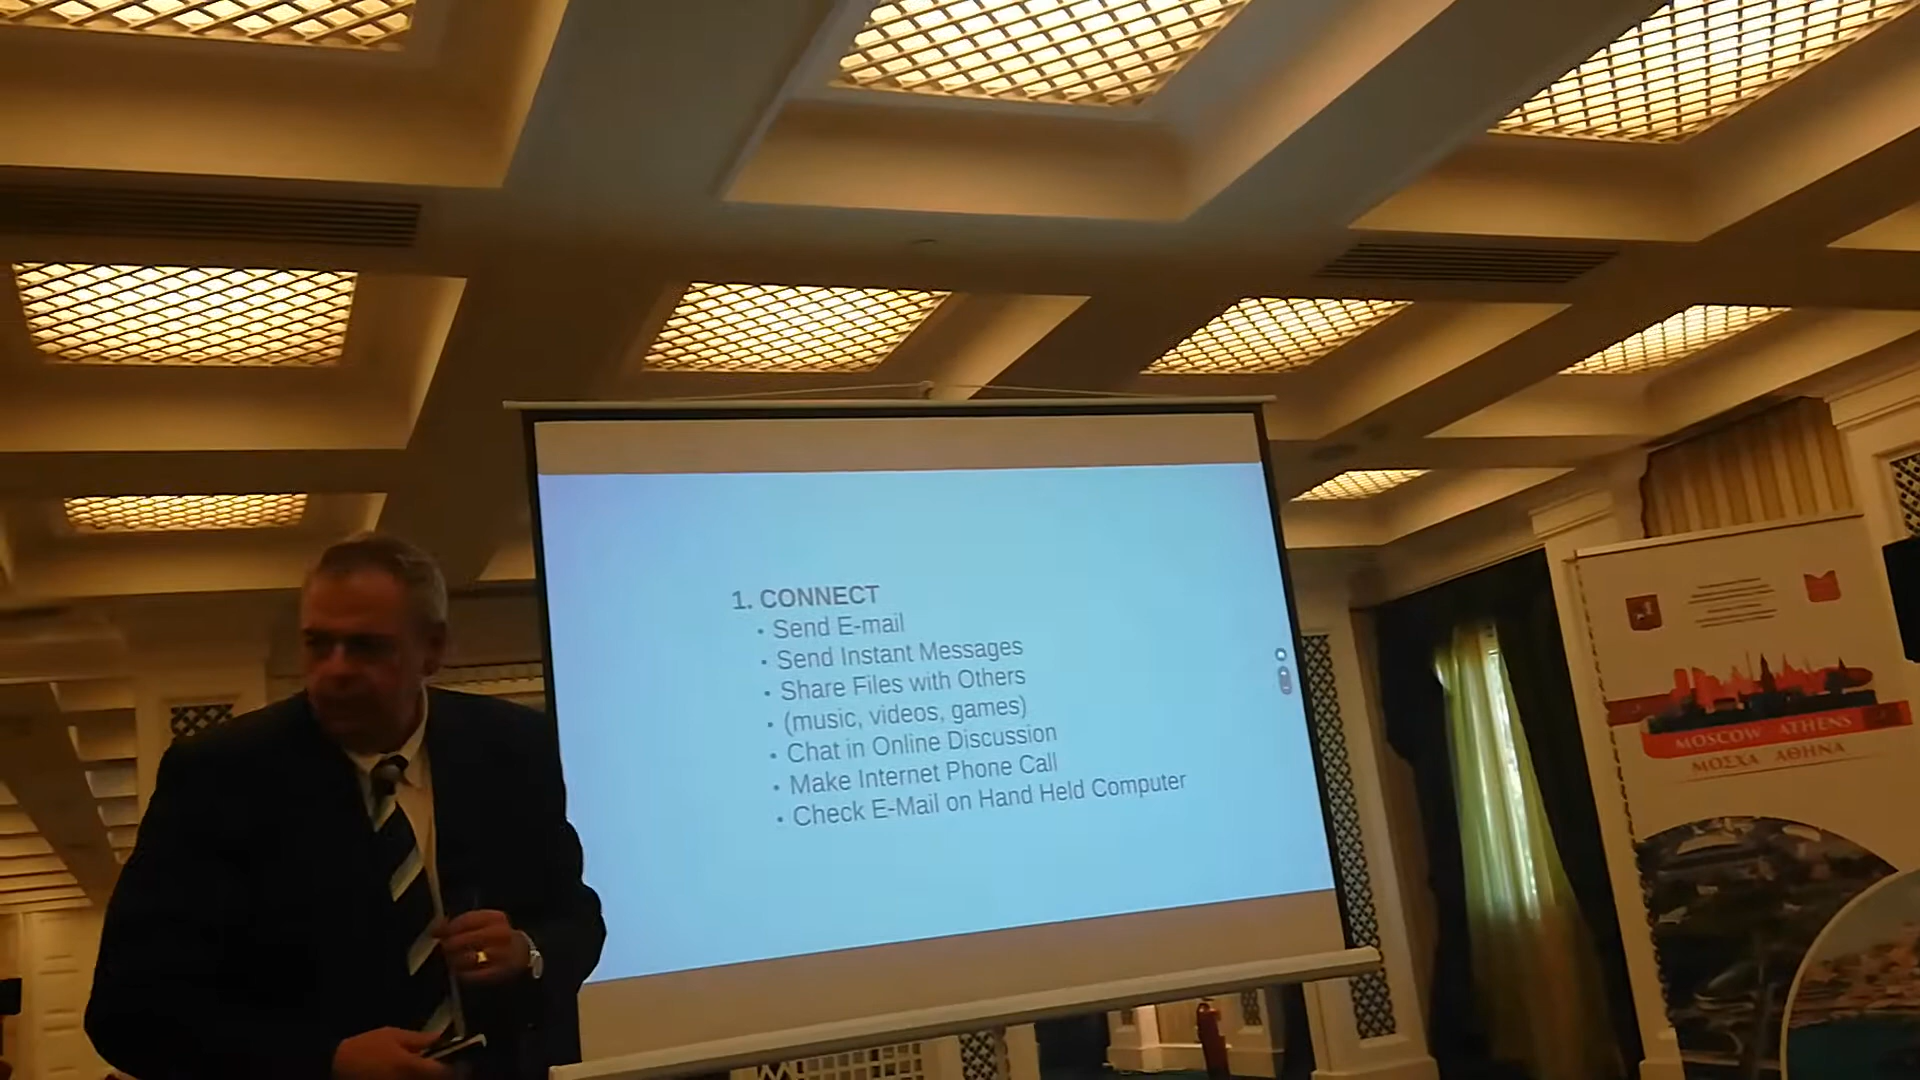 1. CONNECT
• Send E-mail
• Send Instant Messages
• Share Files with Others
• (music, videos, games)
• Chat in Online Discussion
• Make Internet Phone Call
• Check E-Mail on Hand Held Computer
MOSCOW ATHENS
ΜΟΣΧΑ ΑΘΗΝΑ